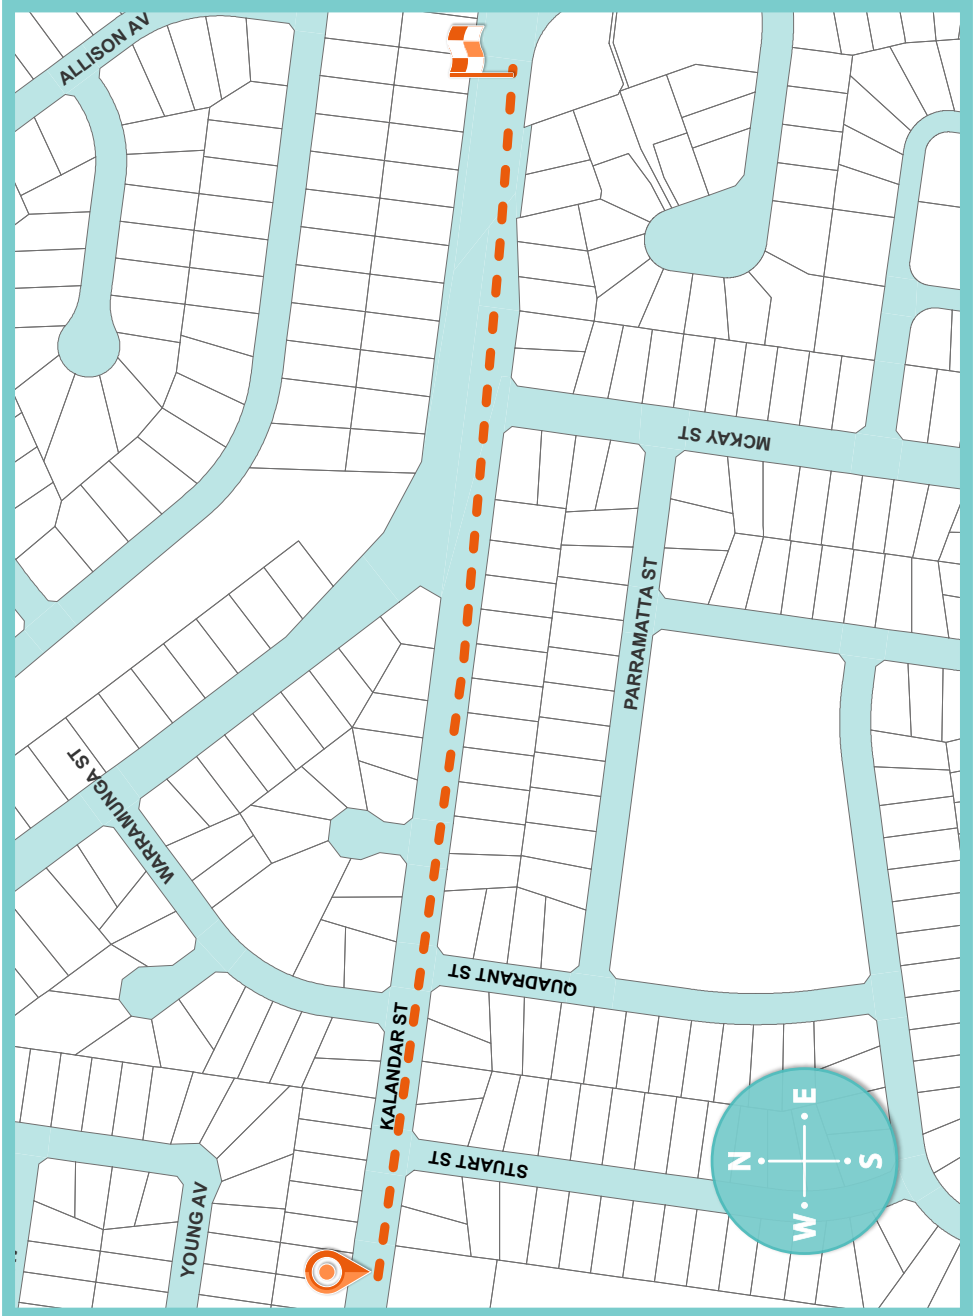 ALLISON AV
MCKAY ST
PARRAMATTA ST
WARRAMUNGA ST
QUADRANT ST
KALANDAR ST
STUART ST
YOUNG AV
E
N
S
W